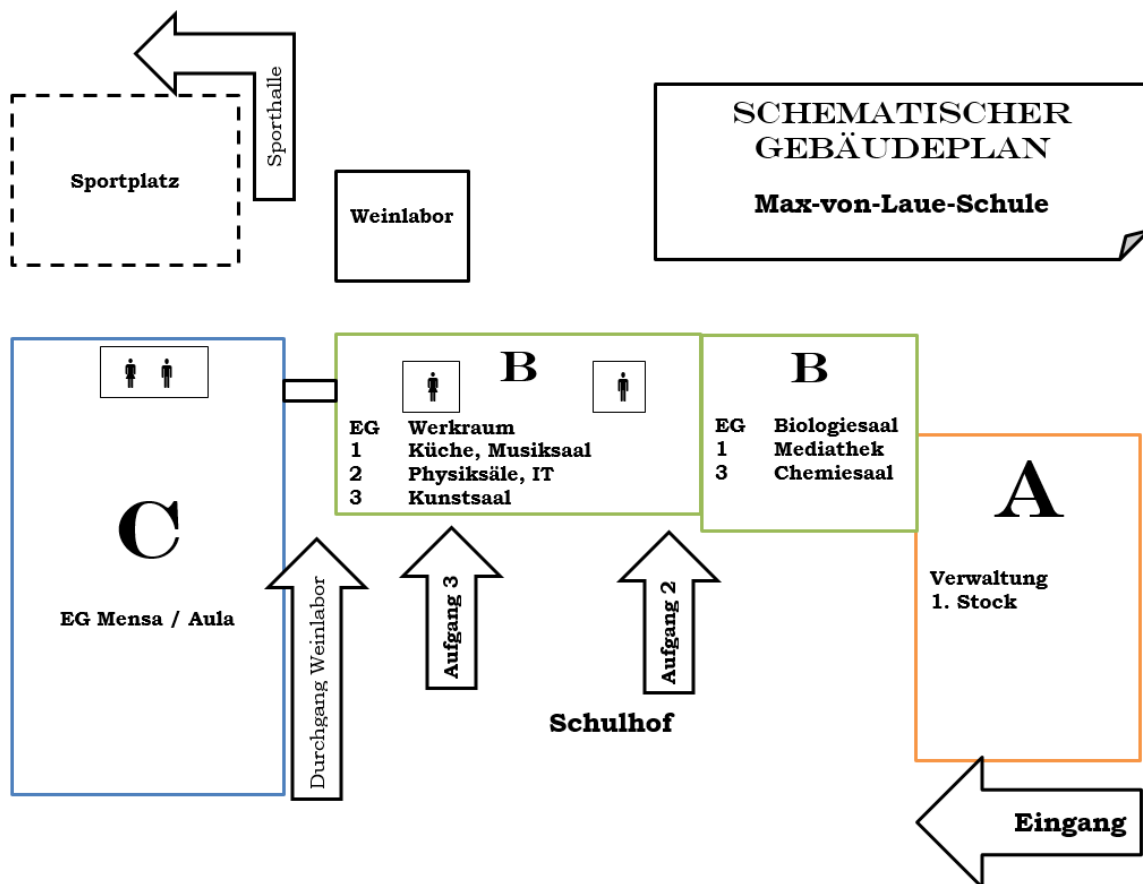 SCHEMATISCHER
GEBÄUDEPLAN
Max-von-Laue-Schule
Sporthalle
Sportplatz
Weinlabor
C
EG Mensa / Aula
B
EG Werkraum
1 Küche, Musiksaal
2 Physiksäle, IT
3 Kunstsaal
B
EG Biologiesaal
1 Mediathek
3 Chemiesaal
A
Verwaltung
1. Stock
Durchgang Weinlabor
Aufgang 3
Aufgang 2
Schulhof
Eingang